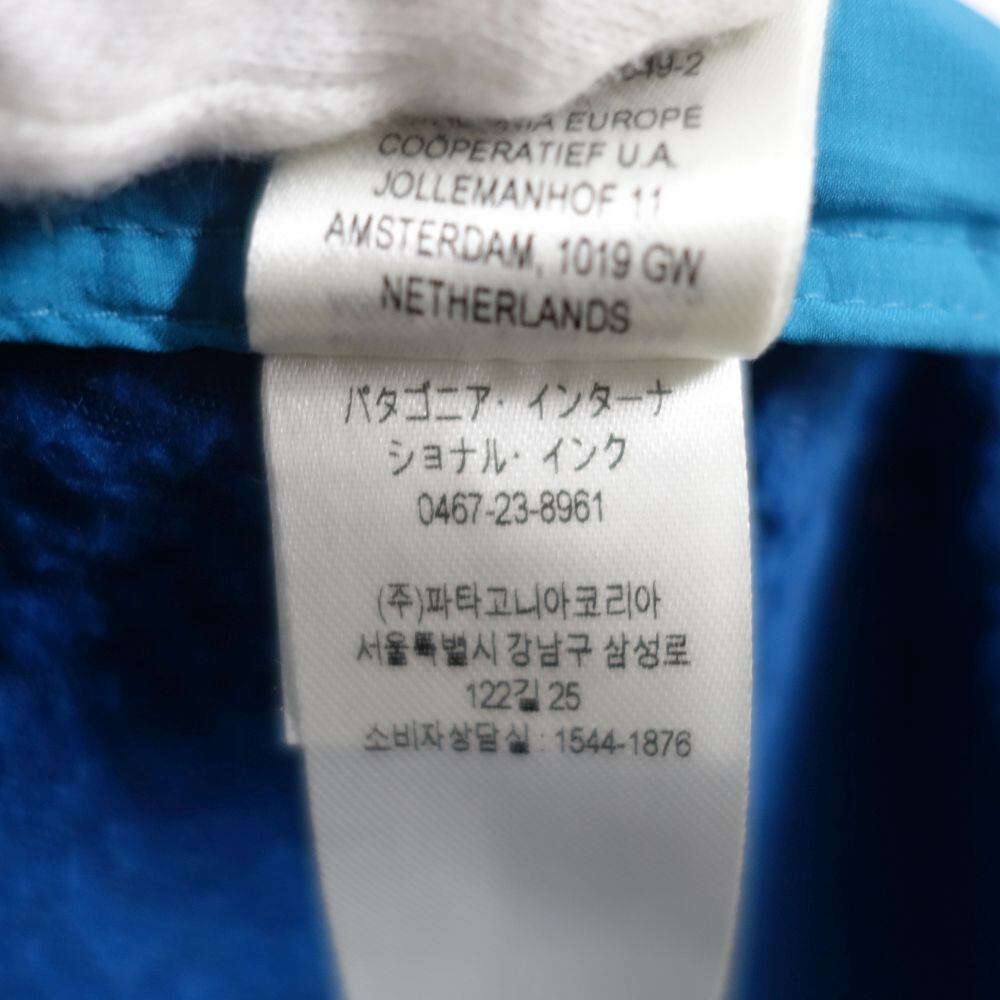 EUROPE
COÖPERATIEF U.A.
JOLLEMANHOF 11
AMSTERDAM, 1019 GW
NETHERLANDS
パタゴニア・インターナ
ショナル・インク
0467-23-8961
(주)파타고니아코리아
서울특별시 강남구 삼성로
122길 25
소비자상담실 : 1544-1876